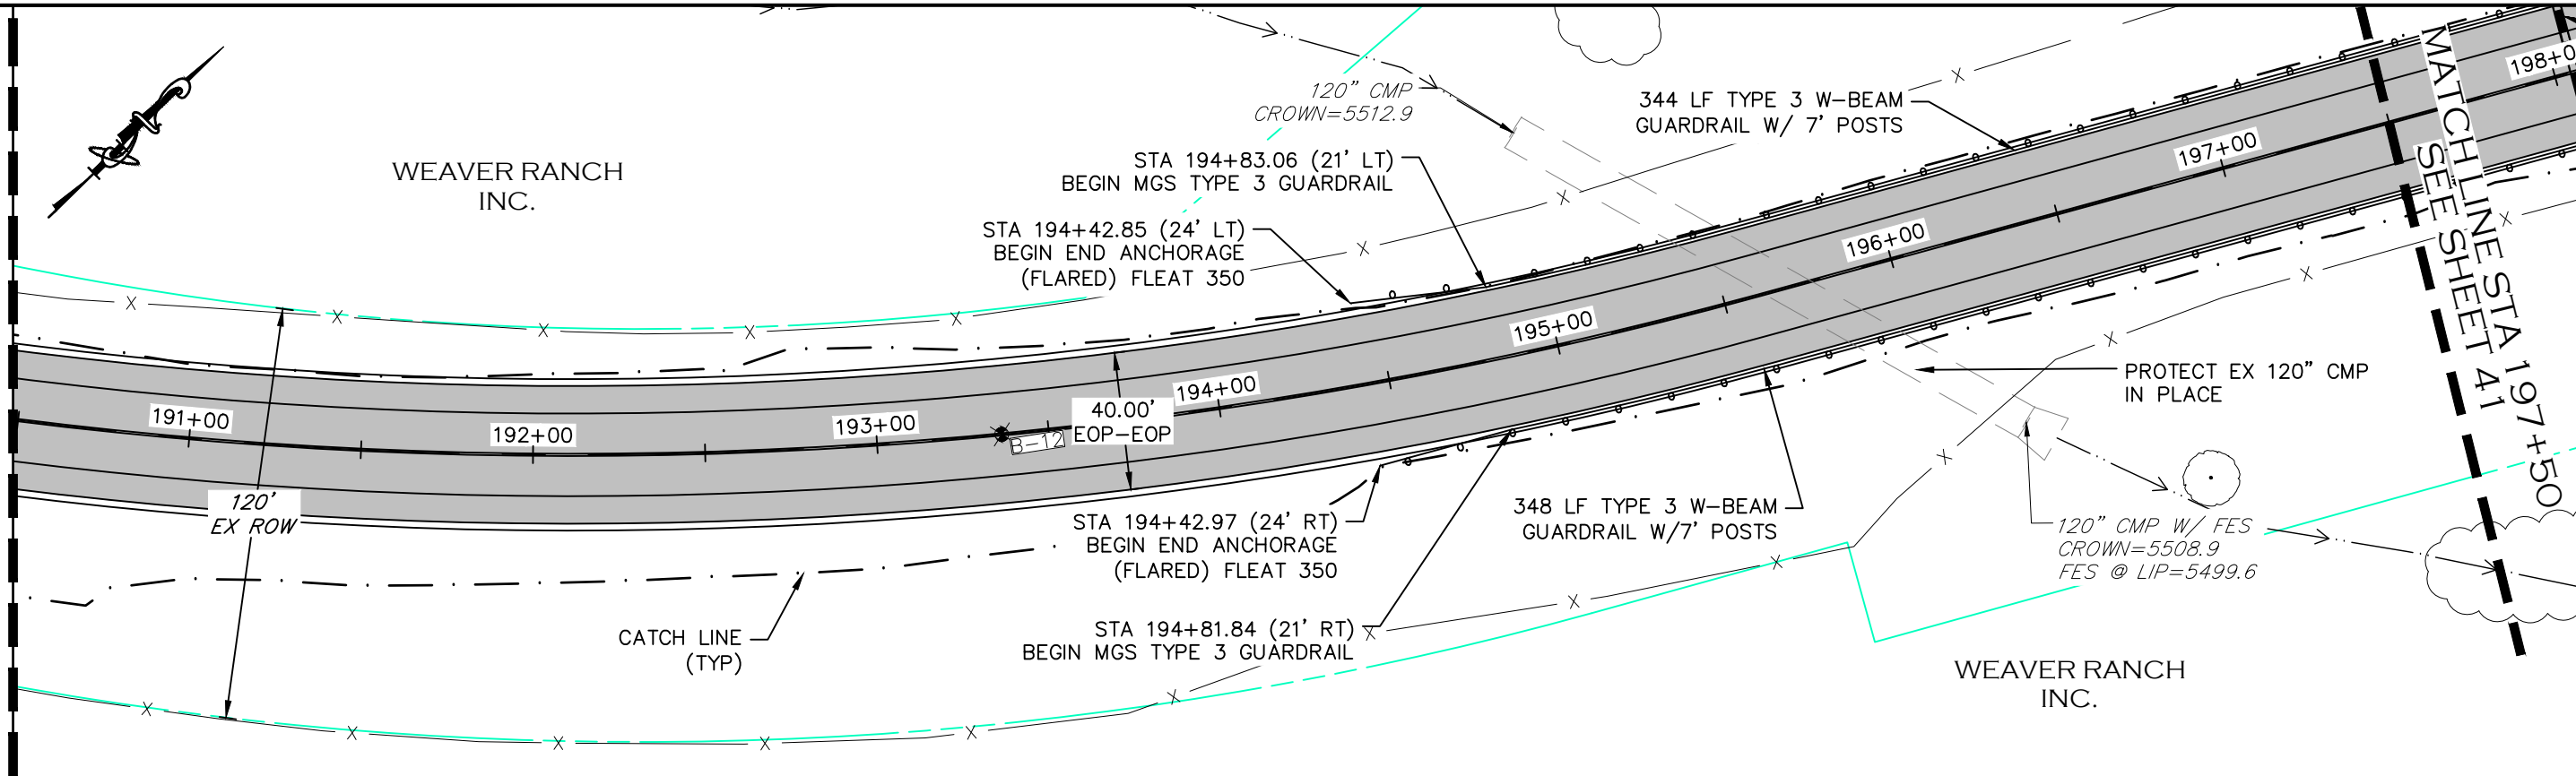 WEAVER RANCH
INC.
120" CMP
CROWN=5512.9
STA 194+83.06 (21' LT)
BEGIN MGS TYPE 3 GUARDRAIL
STA 194+42.85 (24' LT)
BEGIN END ANCHORAGE
(FLARED) FLEAT 350
344 LF TYPE 3 W-BEAM
GUARDRAIL W/ 7' POSTS
191+00
192+00
193+00
194+00
195+00
196+00
197+00
198+0
B-12
40.00'
EOP-EOP
120'
EX ROW
MATCH LINE STA 197+50
SEE SHEET 41
PROTECT EX 120" CMP
IN PLACE
STA 194+42.97 (24' RT)
BEGIN END ANCHORAGE
(FLARED) FLEAT 350
348 LF TYPE 3 W-BEAM
GUARDRAIL W/7' POSTS
120" CMP W/ FES
CROWN=5508.9
FES @ LIP=5499.6
CATCH LINE
(TYP)
STA 194+81.84 (21' RT)
BEGIN MGS TYPE 3 GUARDRAIL
WEAVER RANCH
INC.